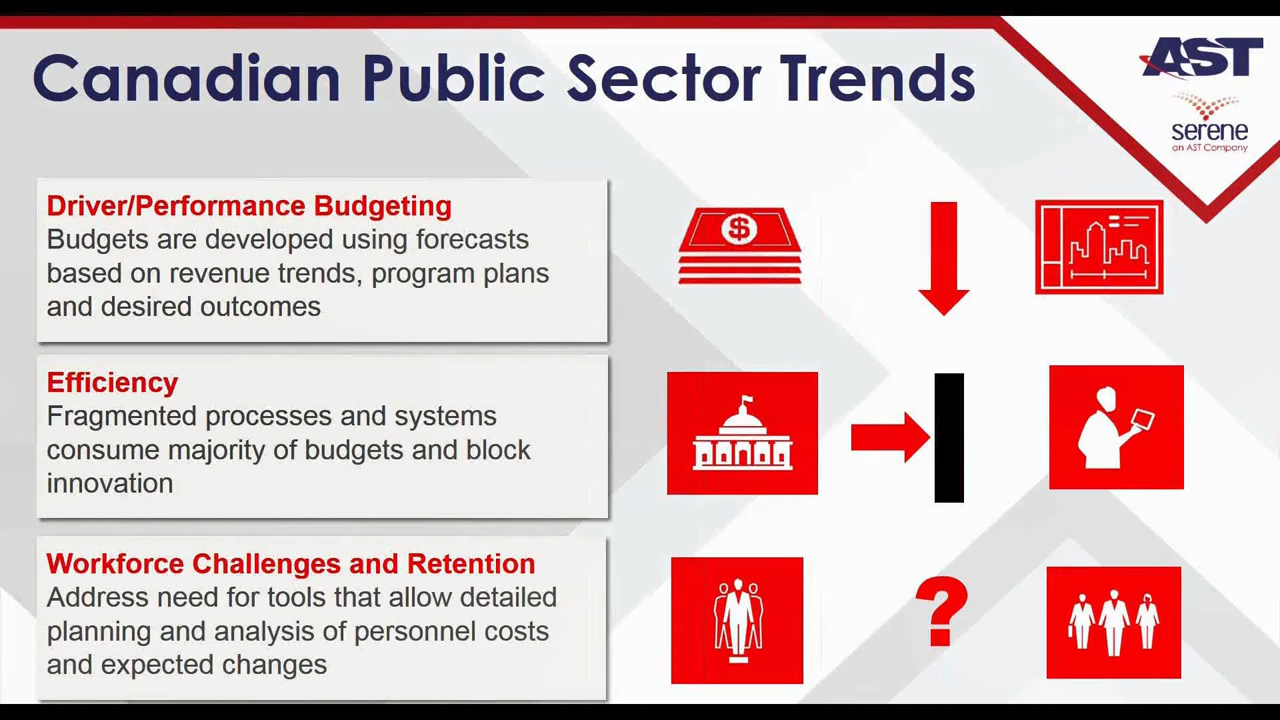 Canadian Public Sector Trends
AST
serene
an AST Company
Driver/Performance Budgeting
Budgets are developed using forecasts
based on revenue trends, program plans
and desired outcomes
$
Efficiency
Fragmented processes and systems
consume majority of budgets and block
innovation
Workforce Challenges and Retention
Address need for tools that allow detailed
planning and analysis of personnel costs
and expected changes
?